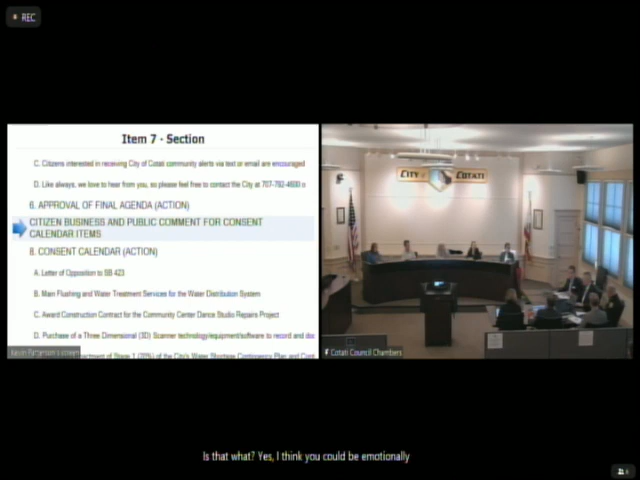 REC
Item 7 - Section
C. Citizens interested in receiving City of Cotati community alerts via text or email are encouraged
D. Like always, we love to hear from you, so please feel free to contact the City at 707-792-4600 o
6. APPROVAL OF FINAL AGENDA (ACTION)
CITIZEN BUSINESS AND PUBLIC COMMENT FOR CONSENT
CALENDAR ITEMS
8. CONSENT CALENDAR (ACTION)
A. Letter of Opposition to SB 423
B. Main Flushing and Water Treatment Services for the Water Distribution System
C. Award Construction Contract for the Community Center Dance Studio Repairs Project
D. Purchase of a Three Dimensional (3D) Scanner technology/equipment/software to record and doc
of Stage 1 (10%) of the City's Water Shortage Contingency Plan and Cont
CITY COTATI
Cotati Council Chambers
Is that what? Yes, I think you could be emotionally